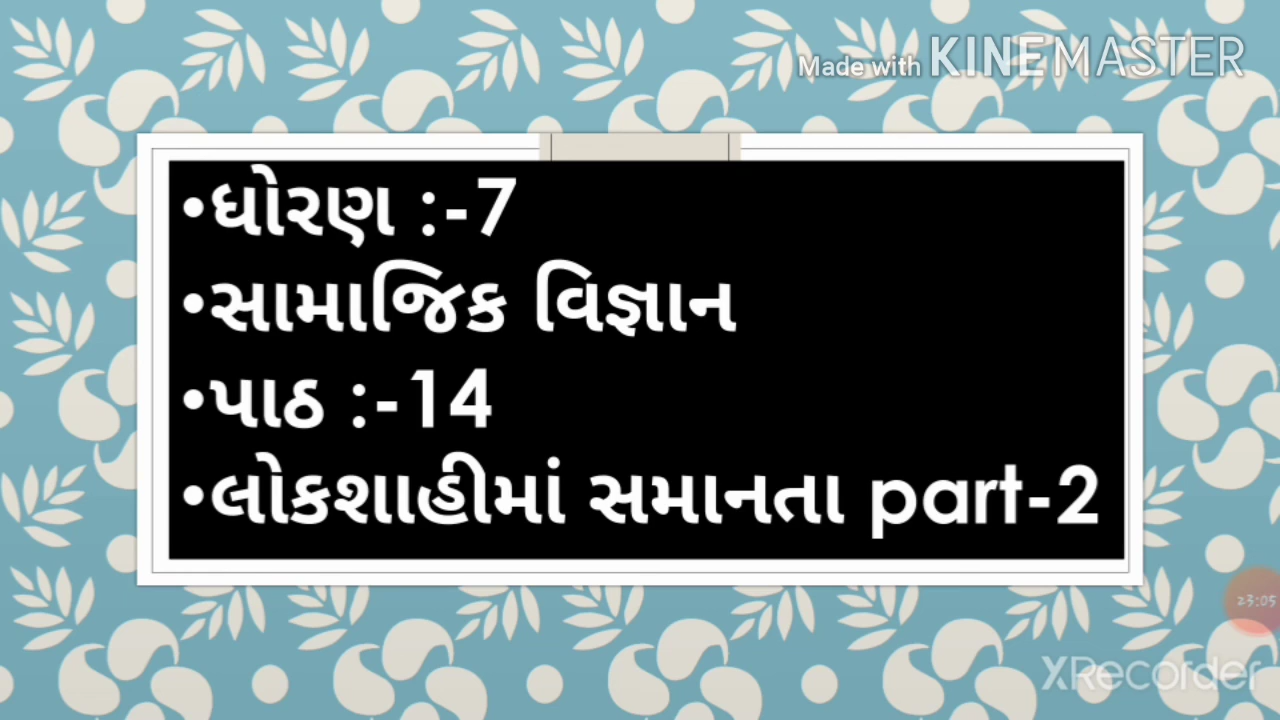 Made with KINEMASTER
•ધોરણ :-7
•સામાજિક વિજ્ઞાન
•પાઠ :-14
•લોકશાહીમાં સમાનતા part-2
23:05
XRecorder